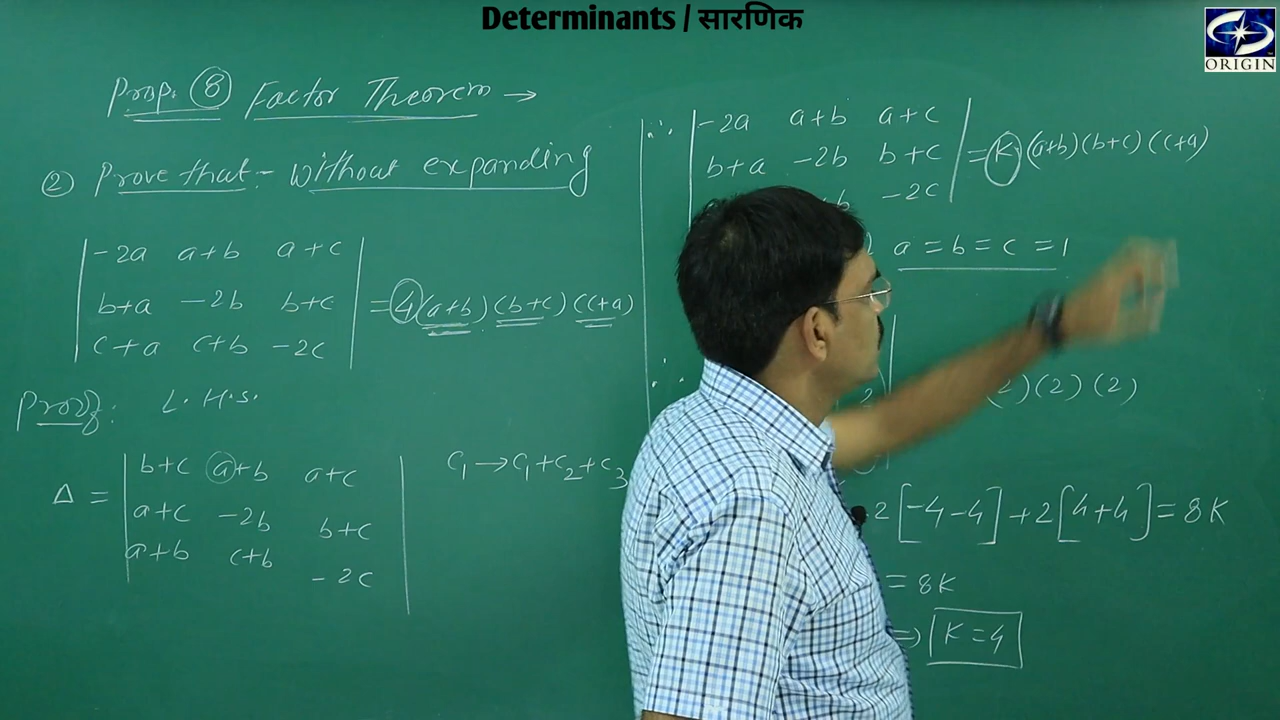 Determinants / सारणिक
ORIGIN
Prop. 8 Factor Theorem →
② Prove that:- without expanding
-2a a+b a+c
b+a -2b b+c
c+a c+b -2c
= 4(a+b)(b+c)(c+a)
Proof: L.H.S.
Δ =
b+c a+b a+c
a+c -2b b+c
a+b c+b -2c
C₁→C₁+C₂+C₃
∴ -2a a+b a+c
b+a -2b b+c
+b -2c
= K(a+b)(b+c)(c+a)
a = b = c = 1
2)(2)(2)
2[-4-4]+2[4+4]=8K
= 8K
⇒ K=4